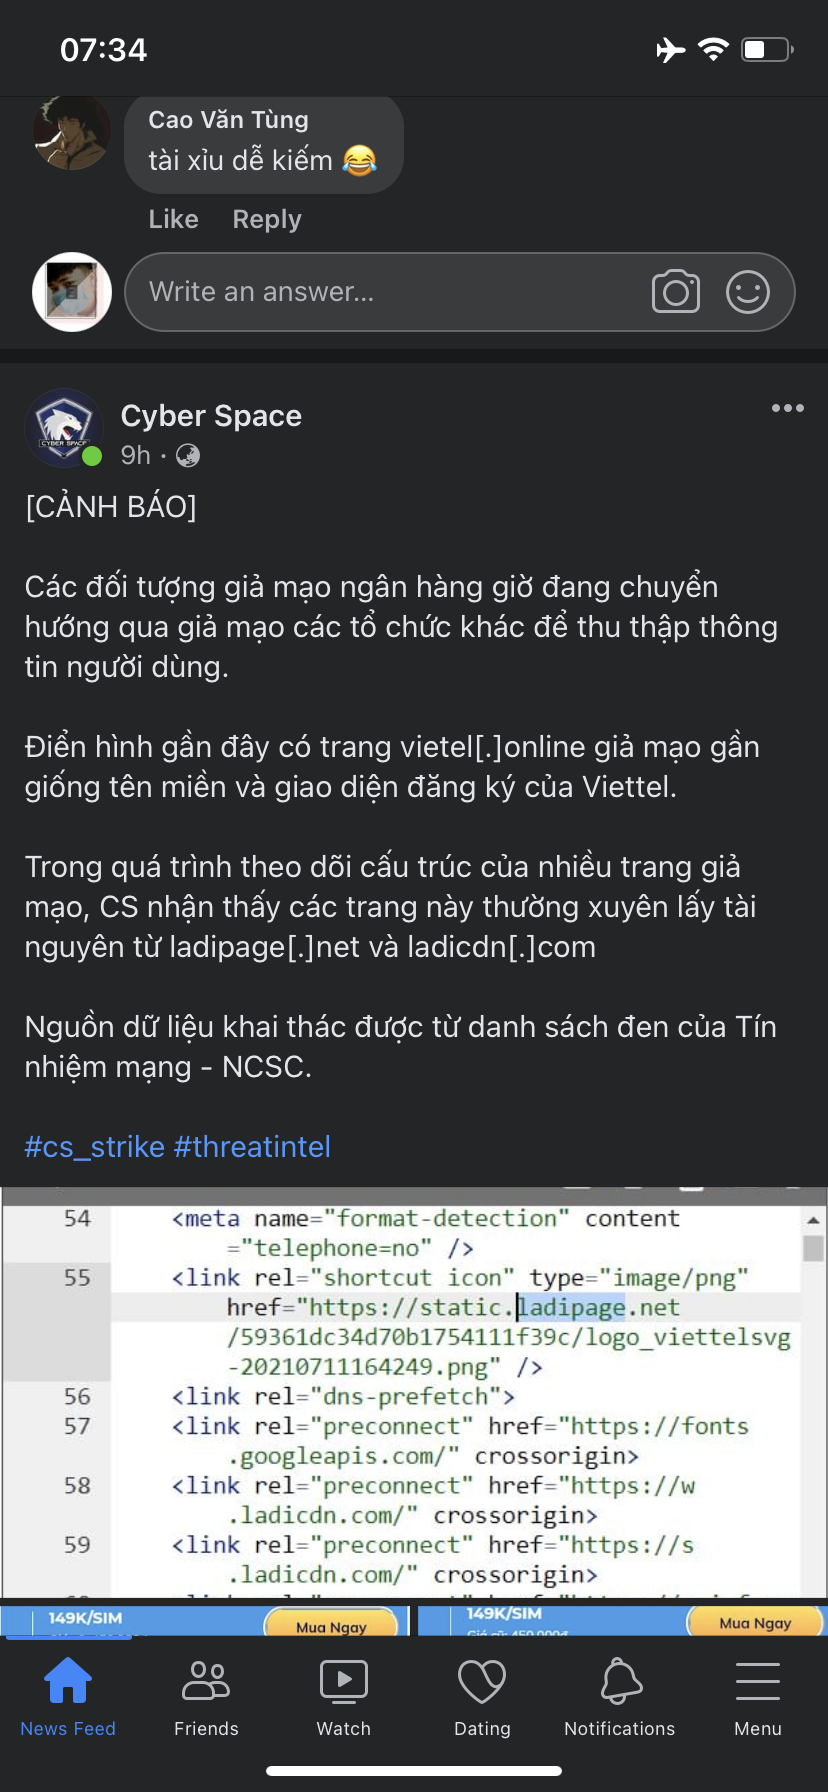 07:34
Cao Văn Tùng
tài xỉu dễ kiếm 😂
Like Reply
Write an answer...
CYBER SPACE
Cyber Space
9h ·
[CẢNH BÁO]
Các đối tượng giả mạo ngân hàng giờ đang chuyển
hướng qua giả mạo các tổ chức khác để thu thập thông
tin người dùng.
Điển hình gần đây có trang vietel[.]online giả mạo gần
giống tên miền và giao diện đăng ký của Viettel.
Trong quá trình theo dõi cấu trúc của nhiều trang giả
mạo, CS nhận thấy các trang này thường xuyên lấy tài
nguyên từ ladipage[.]net và ladicdn[.]com
Nguồn dữ liệu khai thác được từ danh sách đen của Tín
nhiệm mạng - NCSC.
#cs_strike #threatintel
54 <meta name="format-detection" content
="telephone=no" />
55 <link rel="shortcut icon" type="image/png"
href="https://static.ladipage.net
/59361dc34d70b1754111f39c/logo_viettelsvg
-20210711164249.png" />
56 <link rel="dns-prefetch">
57 <link rel="preconnect" href="https://fonts
.googleapis.com/" crossorigin>
58 <link rel="preconnect" href="https://w
.ladicdn.com/" crossorigin>
59 <link rel="preconnect" href="https://s
.ladicdn.com/" crossorigin>
149K/SIM Mua Ngay 149K/SIM Mua Ngay
News Feed Friends Watch Dating Notifications Menu